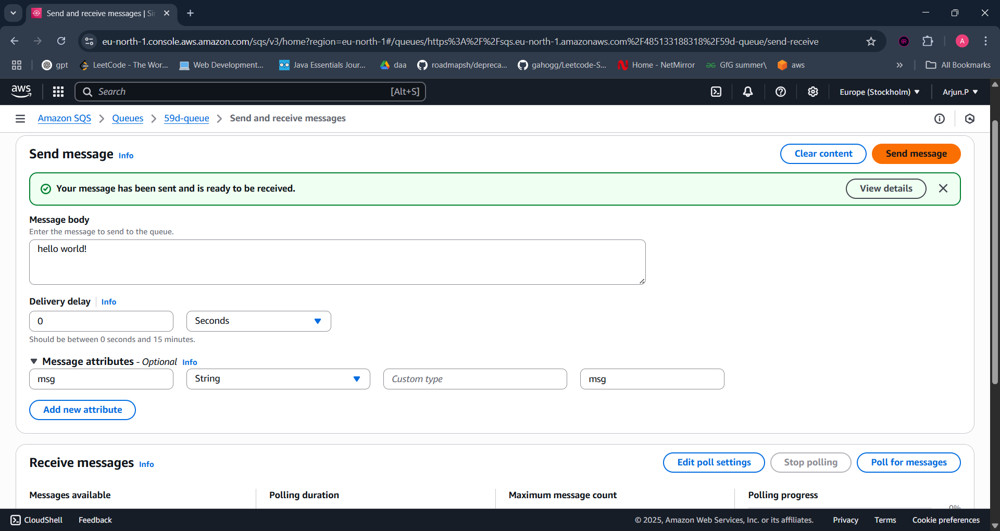 Send and receive messages | Si
eu-north-1.console.aws.amazon.com/sqs/v3/home?region=eu-north-1#/queues/https%3A%2F%2Fsqs.eu-north-1.amazonaws.com%2F485133188318%2F59d-queue/send-receive
A
gpt
LeetCode - The Wor...
Web Development...
Java Essentials Jour...
daa
roadmapsh/depreca...
gahogg/Leetcode-S...
Home - NetMirror
GfG summer\
aws
All Bookmarks
aws
Search
[Alt+S]
Europe (Stockholm)
Arjun.P
Amazon SQS
Queues
59d-queue
Send and receive messages
Send message Info
Clear content
Send message
Your message has been sent and is ready to be received.
View details
Message body
Enter the message to send to the queue.
hello world!
Delivery delay Info
0
Seconds
Should be between 0 seconds and 15 minutes.
Message attributes - Optional Info
msg
String
Custom type
msg
Add new attribute
Receive messages Info
Edit poll settings
Stop polling
Poll for messages
Messages available
Polling duration
Maximum message count
Polling progress
0%
CloudShell
Feedback
© 2025, Amazon Web Services, Inc. or its affiliates.
Privacy
Terms
Cookie preferences